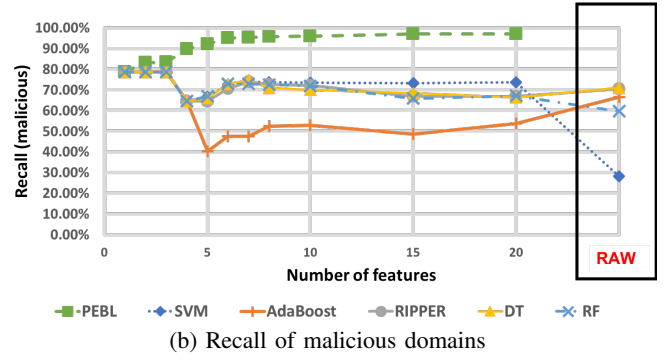 100.00%
90.00%
80.00%
70.00%
60.00%
50.00%
40.00%
30.00%
20.00%
10.00%
0.00%
Recall (malicious)
0 5 10 15 20
RAW
Number of features
PEBL SVM AdaBoost RIPPER DT RF
(b) Recall of malicious domains